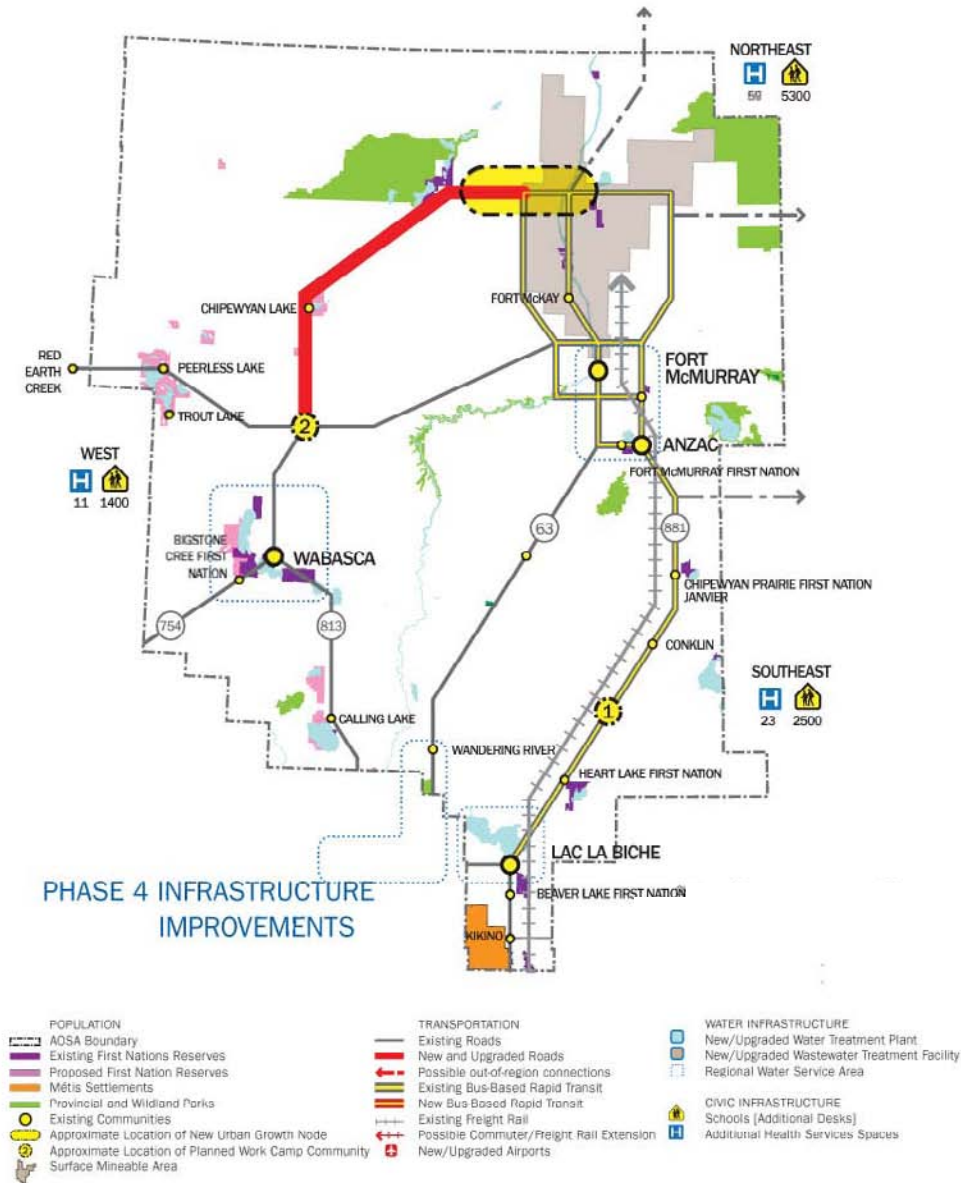 NORTHEAST
H
59 5300
CHIPEWYAN LAKE
FORT McKAY
RED
EARTH
CREEK
PEERLESS LAKE
FORT
McMURRAY
TROUT LAKE
2
WEST
H
11 1400
ANZAC
FORT McMURRAY FIRST NATION
63
881
BIGSTONE
CREE FIRST
NATION
WABASCA
CHIPEWYAN PRAIRIE FIRST NATION
JANVIER
754
813
CONKLIN
SOUTHEAST
H
23 2500
1
CALLING LAKE
WANDERING RIVER
HEART LAKE FIRST NATION
LAC LA BICHE
PHASE 4 INFRASTRUCTURE
IMPROVEMENTS
BEAVER LAKE FIRST NATION
KIKINO
POPULATION
AOSA Boundary
Existing First Nations Reserves
Proposed First Nation Reserves
Métis Settlements
Provincial and Wildland Parks
Existing Communities
Approximate Location of New Urban Growth Node
2 Approximate Location of Planned Work Camp Community
Surface Mineable Area
TRANSPORTATION
Existing Roads
New and Upgraded Roads
Possible out-of-region connections
Existing Bus-Based Rapid Transit
New Bus-Based Rapid Transit
Existing Freight Rail
Possible Commuter/Freight Rail Extension
New/Upgraded Airports
WATER INFRASTRUCTURE
New/Upgraded Water Treatment Plant
New/Upgraded Wastewater Treatment Facility
Regional Water Service Area
CIVIC INFRASTRUCTURE
Schools (Additional Desks)
H Additional Health Services Spaces